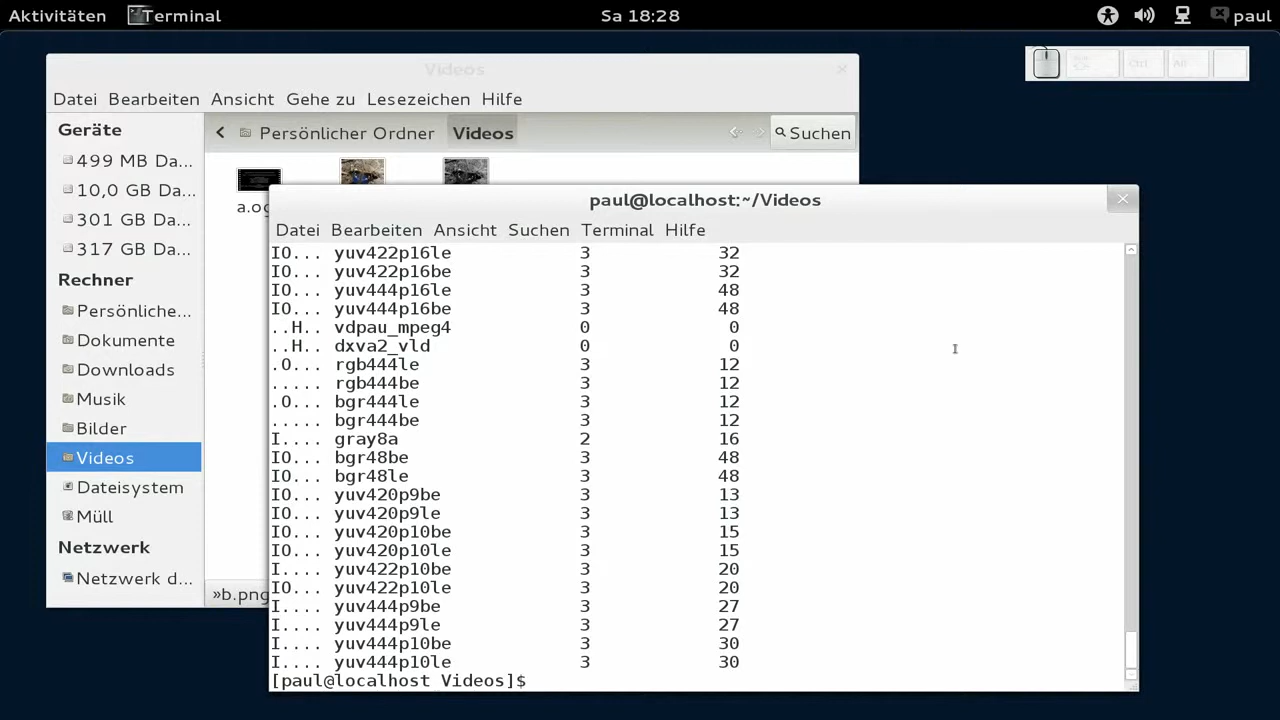 Aktivitäten Terminal Sa 18:28 paul
Videos
Datei Bearbeiten Ansicht Gehe zu Lesezeichen Hilfe
Geräte
499 MB Da...
10,0 GB Da...
301 GB Da...
317 GB Da...
Rechner
Persönliche...
Dokumente
Downloads
Musik
Bilder
Videos
Dateisystem
Müll
Netzwerk
Netzwerk d...
Persönlicher Ordner Videos Suchen
a.og
»b.png
paul@localhost:~/Videos
Datei Bearbeiten Ansicht Suchen Terminal Hilfe
IO... yuv422p16le 3 32
IO... yuv422p16be 3 32
IO... yuv444p16le 3 48
IO... yuv444p16be 3 48
..H.. vdpau_mpeg4 0 0
..H.. dxva2_vld 0 0
.O... rgb444le 3 12
..... rgb444be 3 12
.O... bgr444le 3 12
..... bgr444be 3 12
I.... gray8a 2 16
IO... bgr48be 3 48
IO... bgr48le 3 48
IO... yuv420p9be 3 13
IO... yuv420p9le 3 13
IO... yuv420p10be 3 15
IO... yuv420p10le 3 15
I.... yuv422p10be 3 20
IO... yuv422p10le 3 20
I.... yuv444p9be 3 27
I.... yuv444p9le 3 27
I.... yuv444p10be 3 30
I.... yuv444p10le 3 30
[paul@localhost Videos]$